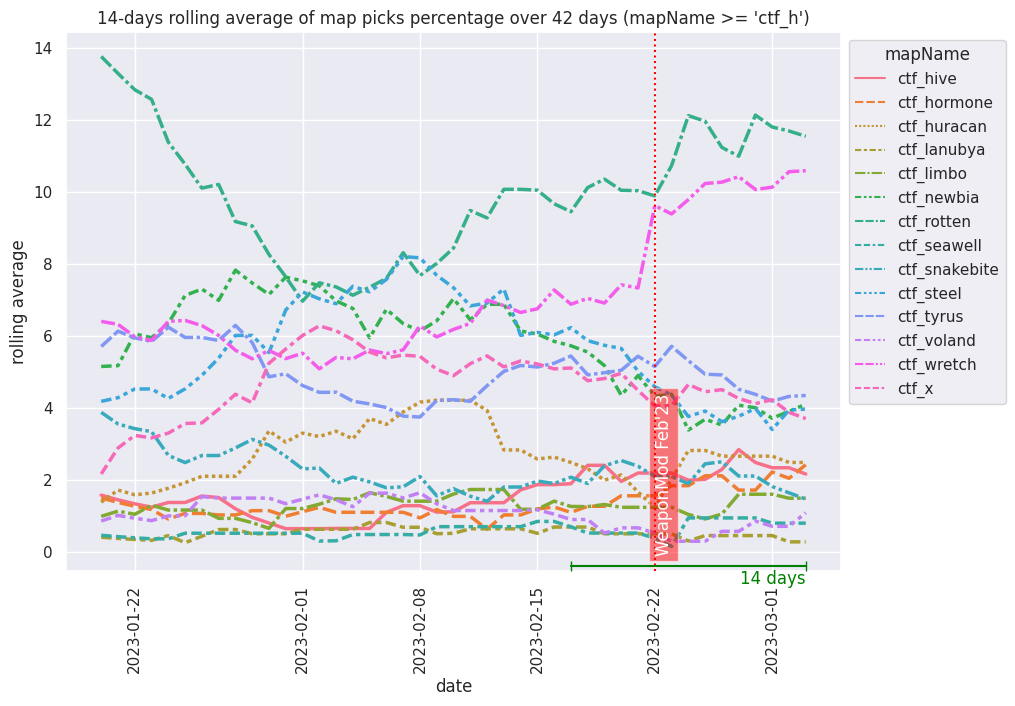 14-days rolling average of map picks percentage over 42 days (mapName >= 'ctf_h')
14
12
10
8
6
4
2
0
rolling average
WeaponMod Feb'23
14 days
2023-01-22
2023-02-01
2023-02-08
2023-02-15
2023-02-22
2023-03-01
date
mapName
ctf_hive
ctf_hormone
ctf_huracan
ctf_lanubya
ctf_limbo
ctf_newbia
ctf_rotten
ctf_seawell
ctf_snakebite
ctf_steel
ctf_tyrus
ctf_voland
ctf_wretch
ctf_x